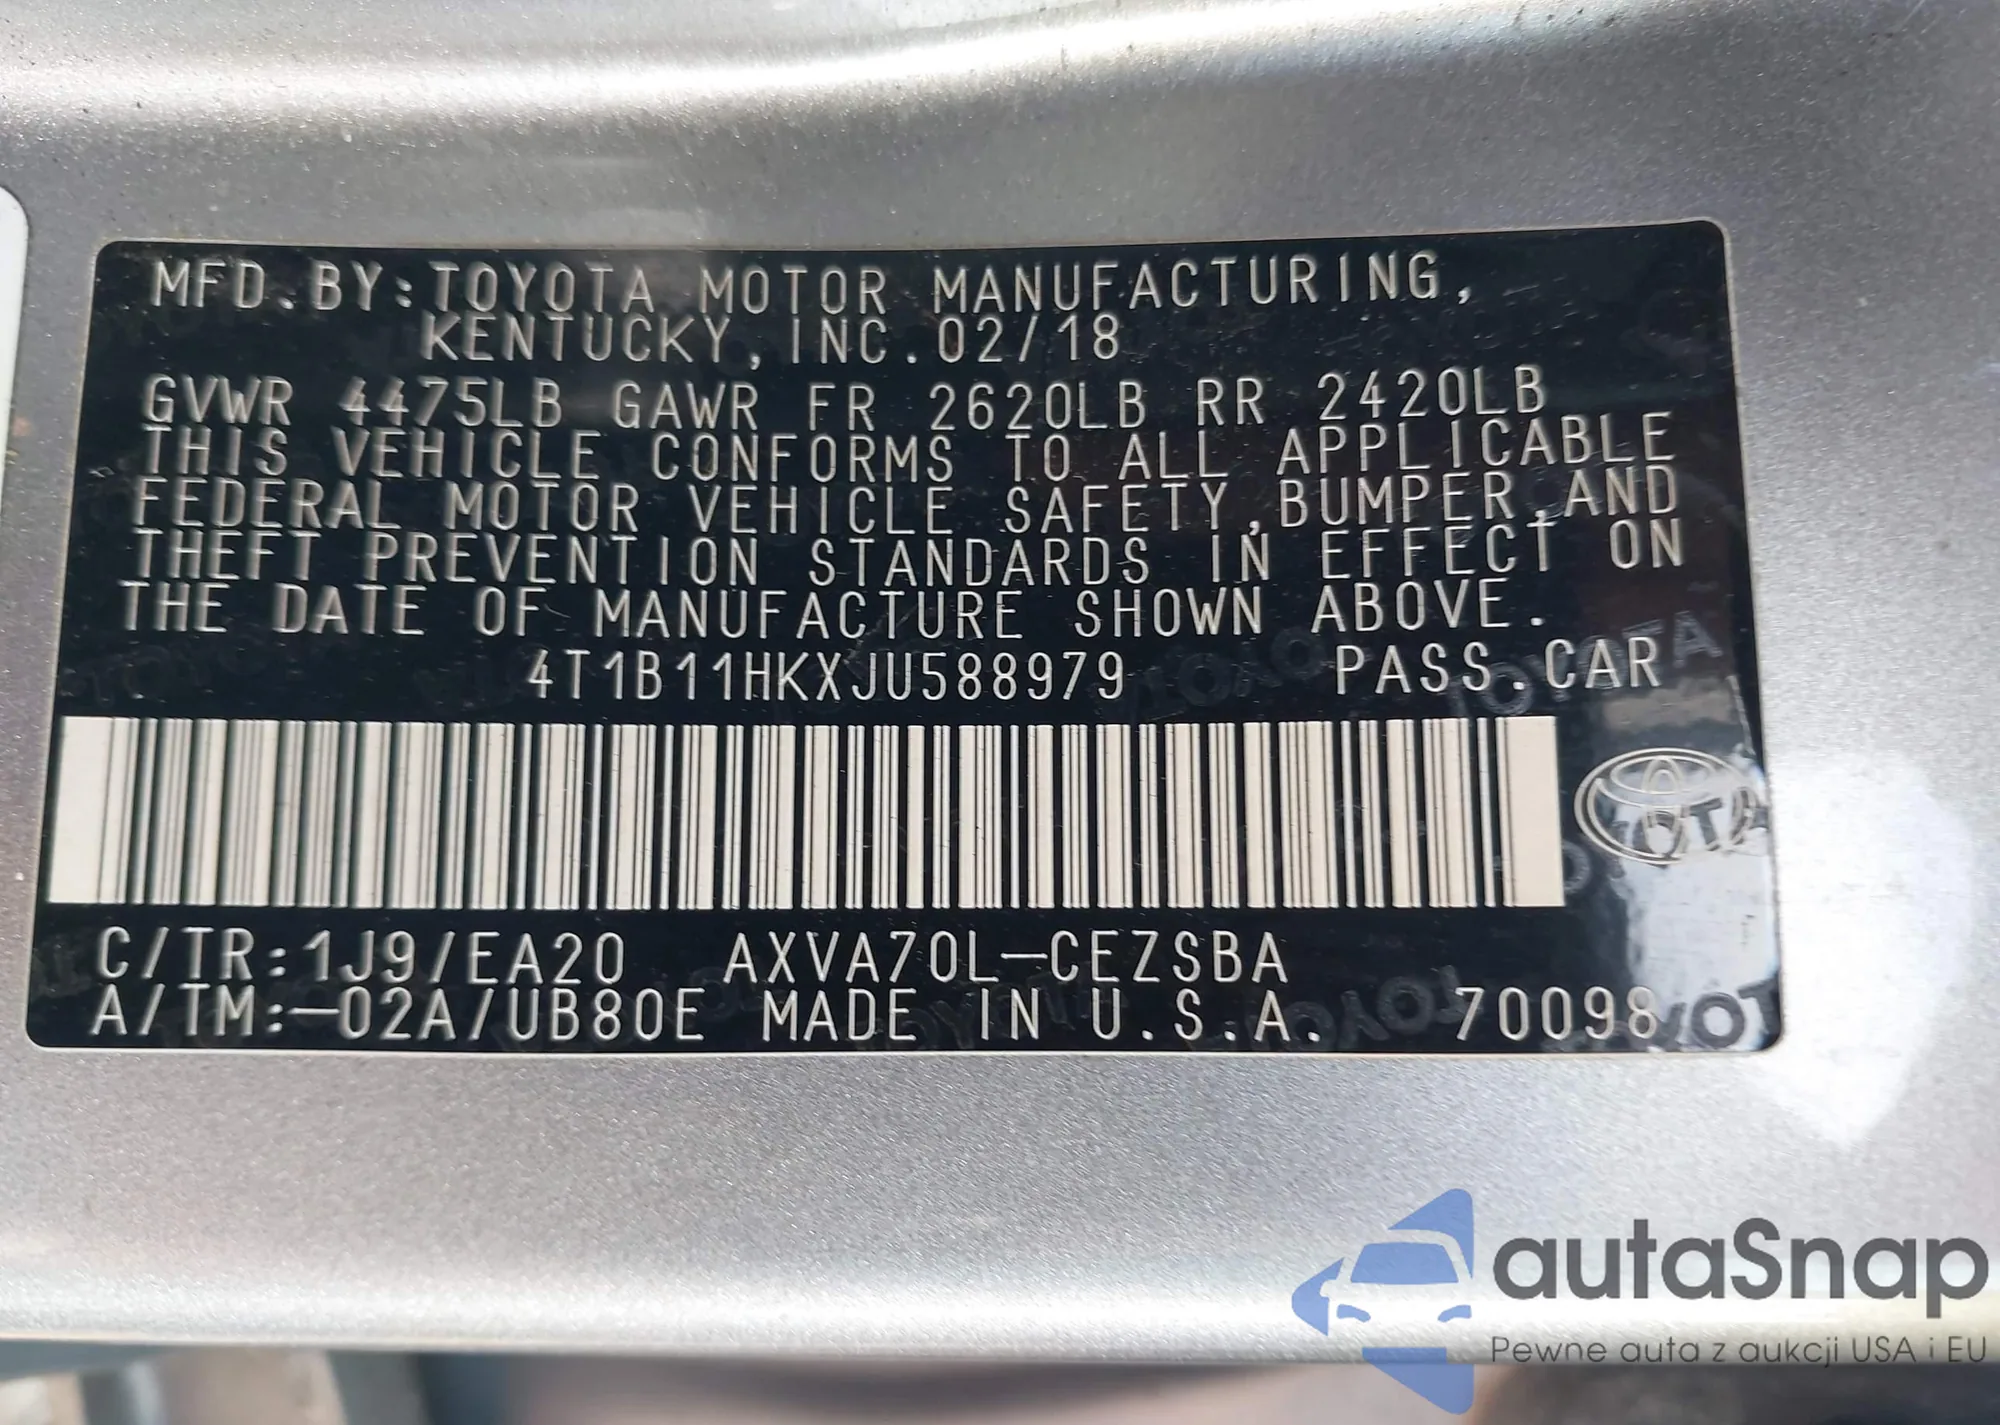 MFD.BY:TOYOTA MOTOR MANUFACTURING,
KENTUCKY,INC.02/18
GVWR 4475LB GAWR FR 2620LB RR 2420LB
THIS VEHICLE CONFORMS TO ALL APPLICABLE
FEDERAL MOTOR VEHICLE SAFETY,BUMPER,AND
THEFT PREVENTION STANDARDS IN EFFECT ON
THE DATE OF MANUFACTURE SHOWN ABOVE.
4T1B11HKXJU588979 PASS.CAR
TOYOTA
C/TR:1J9/EA20 AXVA70L-CEZSBA
A/TM:-02A/UB80E MADE IN U.S.A. 70098
autaSnap
Pewne auta z aukcji USA i EU